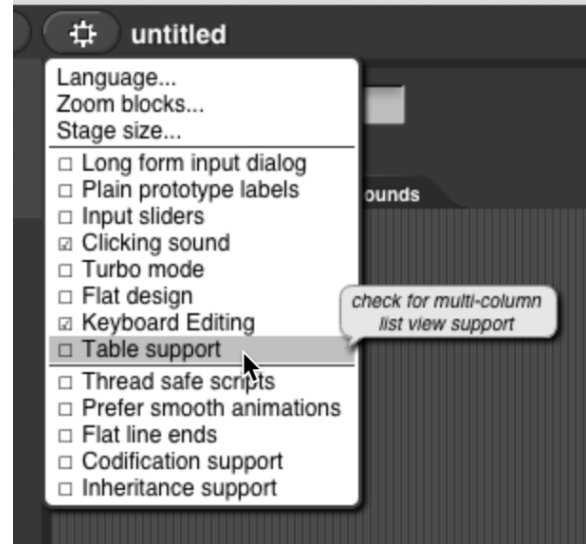 untitled
Language...
Zoom blocks...
Stage size...
Long form input dialog
Plain prototype labels
Input sliders
Clicking sound
Turbo mode
Flat design
Keyboard Editing
Table support
Thread safe scripts
Prefer smooth animations
Flat line ends
Codification support
Inheritance support
ounds
check for multi-column
list view support